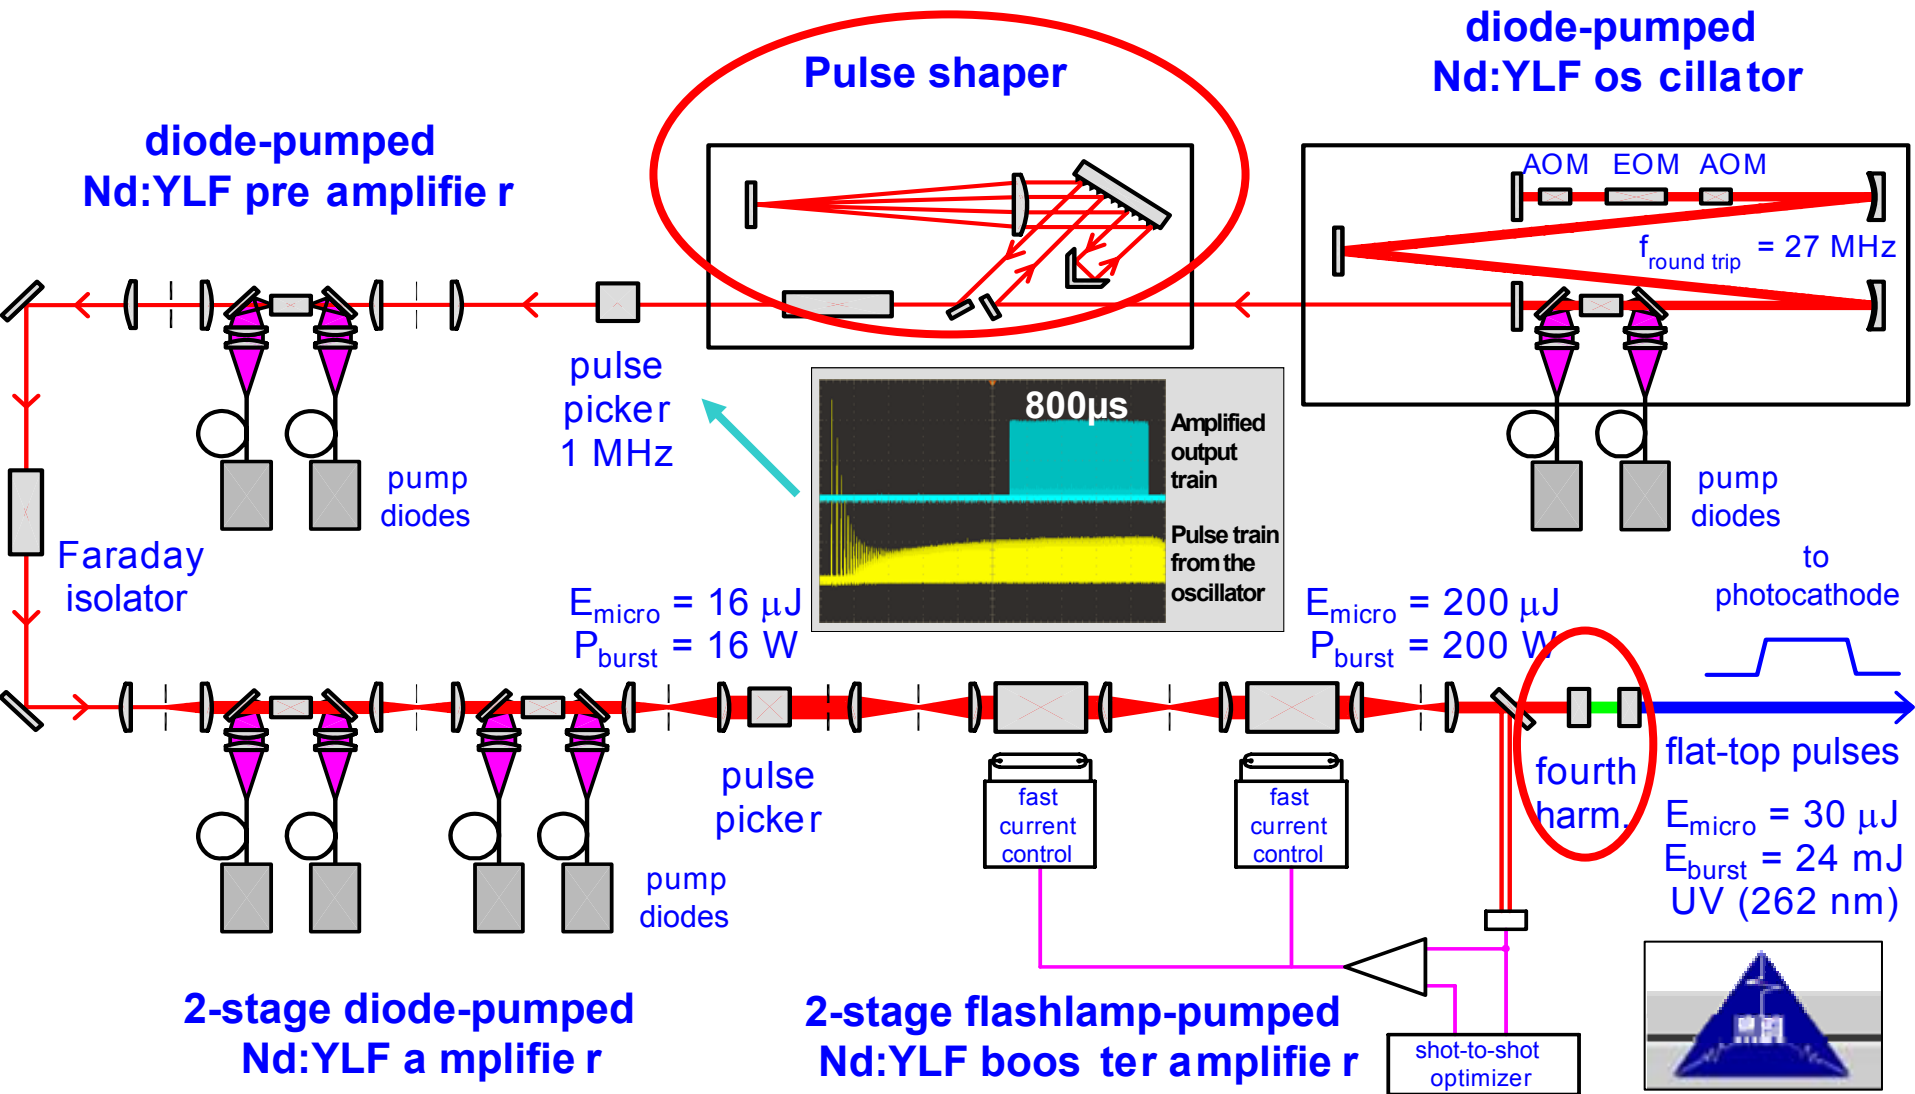 diode-pumped
Nd:YLF os cillator
Pulse shaper
diode-pumped
Nd:YLF pre amplifie r
AOM EOM AOM
f round trip = 27 MHz
pulse
picker
1 MHz
800µs
Amplified
output
train
Pulse train
from the
oscillator
pump
diodes
pump
diodes
Faraday
isolator
to
photocathode
E micro = 16 µJ
P burst = 16 W
E micro = 200 µJ
P burst = 200 W
pulse
picker
fast
current
control
fast
current
control
fourth
harm.
flat-top pulses
E micro = 30 µJ
E burst = 24 mJ
UV (262 nm)
pump
diodes
2-stage diode-pumped
Nd:YLF a mplifie r
2-stage flashlamp-pumped
Nd:YLF boos ter amplifie r
shot-to-shot
optimizer